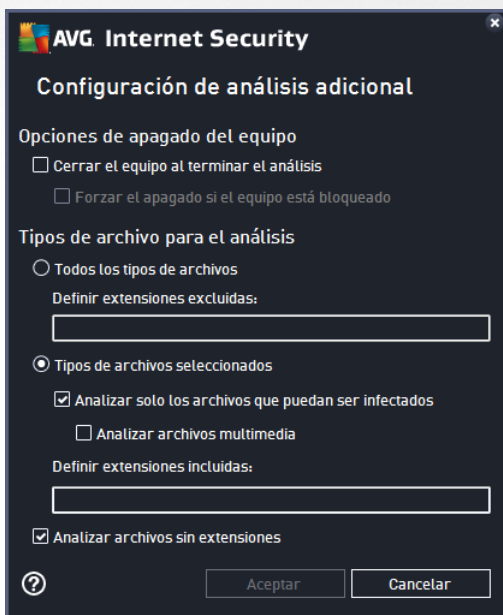 AVG Internet Security
Configuración de análisis adicional
Opciones de apagado del equipo
Cerrar el equipo al terminar el análisis
Forzar el apagado si el equipo está bloqueado
Tipos de archivo para el análisis
Todos los tipos de archivos
Definir extensiones excluidas:
Tipos de archivos seleccionados
Analizar solo los archivos que puedan ser infectados
Analizar archivos multimedia
Definir extensiones incluidas:
Analizar archivos sin extensiones
? Aceptar Cancelar